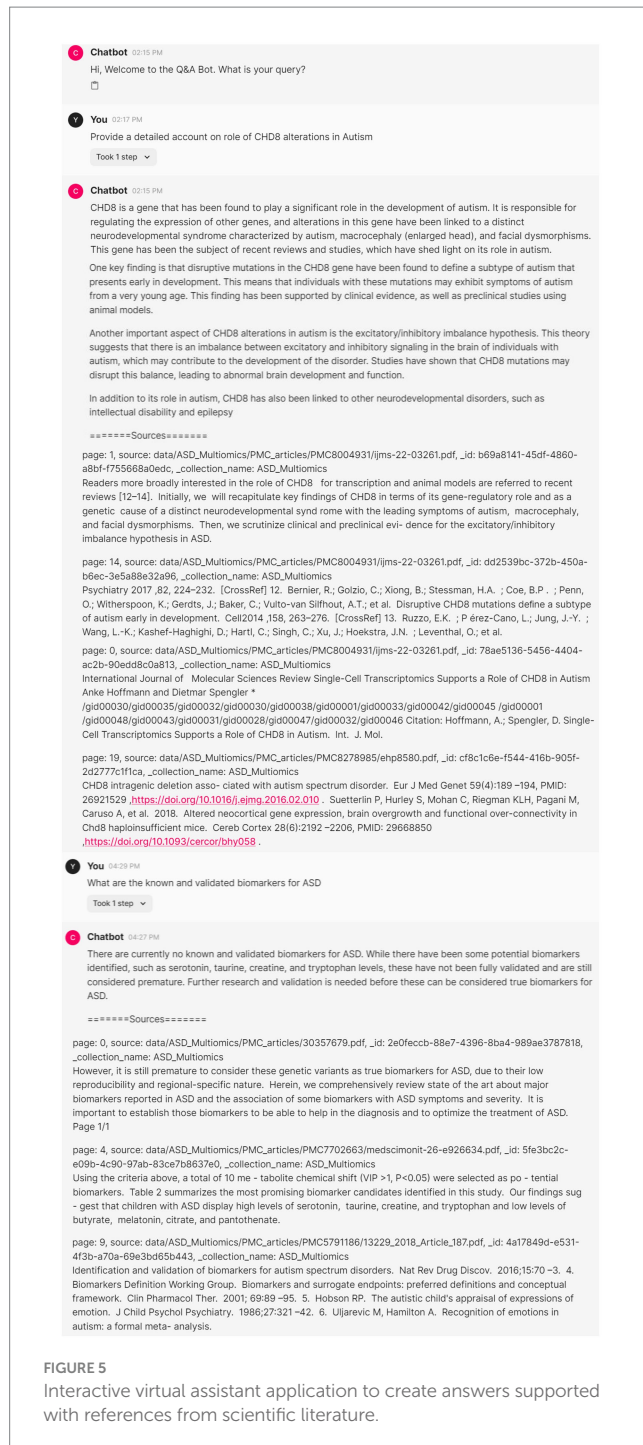 C Chatbot 02:15 PM
Hi, Welcome to the Q&A Bot. What is your query?
Y You 02:17 PM
Provide a detailed account on role of CHD8 alterations in Autism
Took 1 step
C Chatbot 02:15 PM
CHD8 is a gene that has been found to play a significant role in the development of autism. It is responsible for
regulating the expression of other genes, and alterations in this gene have been linked to a distinct
neurodevelopmental syndrome characterized by autism, macrocephaly (enlarged head), and facial dysmorphisms.
This gene has been the subject of recent reviews and studies, which have shed light on its role in autism.
One key finding is that disruptive mutations in the CHD8 gene have been found to define a subtype of autism that
presents early in development. This means that individuals with these mutations may exhibit symptoms of autism
from a very young age. This finding has been supported by clinical evidence, as well as preclinical studies using
animal models.
Another important aspect of CHD8 alterations in autism is the excitatory/inhibitory imbalance hypothesis. This theory
suggests that there is an imbalance between excitatory and inhibitory signaling in the brain of individuals with
autism, which may contribute to the development of the disorder. Studies have shown that CHD8 mutations may
disrupt this balance, leading to abnormal brain development and function.
In addition to its role in autism, CHD8 has also been linked to other neurodevelopmental disorders, such as
intellectual disability and epilepsy
=======Sources=======
page: 1, source: data/ASD_Multiomics/PMC_articles/PMC8004931/ijms-22-03261.pdf, _id: b69a8141-45df-4860-
a8bf-f755668a0edc, _collection_name: ASD_Multiomics
Readers more broadly interested in the role of CHD8 for transcription and animal models are referred to recent
reviews [12–14]. Initially, we will recapitulate key findings of CHD8 in terms of its gene-regulatory role and as a
genetic cause of a distinct neurodevelopmental synd rome with the leading symptoms of autism, macrocephaly,
and facial dysmorphisms. Then, we scrutinize clinical and preclinical evi- dence for the excitatory/inhibitory
imbalance hypothesis in ASD.
page: 14, source: data/ASD_Multiomics/PMC_articles/PMC8004931/ijms-22-03261.pdf, _id: dd2539bc-372b-450a-
b6ec-3e5a88e32a96, _collection_name: ASD_Multiomics
Psychiatry 2017 ,82, 224–232. [CrossRef] 12. Bernier, R.; Golzio, C.; Xiong, B.; Stessman, H.A. ; Coe, B.P . ; Penn,
O.; Witherspoon, K.; Gerdts, J.; Baker, C.; Vulto-van Silfhout, A.T.; et al. Disruptive CHD8 mutations define a subtype
of autism early in development. Cell2014 ,158, 263–276. [CrossRef] 13. Ruzzo, E.K. ; P érez-Cano, L.; Jung, J.-Y. ;
Wang, L.-K.; Kashef-Haghighi, D.; Hartl, C.; Singh, C.; Xu, J.; Hoekstra, J.N. ; Leventhal, O.; et al.
page: 0, source: data/ASD_Multiomics/PMC_articles/PMC8004931/ijms-22-03261.pdf, _id: 78ae5136-5456-4404-
ac2b-90edd8c0a813, _collection_name: ASD_Multiomics
International Journal of Molecular Sciences Review Single-Cell Transcriptomics Supports a Role of CHD8 in Autism
Anke Hoffmann and Dietmar Spengler *
/gid00030/gid00035/gid00032/gid00030/gid00038/gid00001/gid00033/gid00042/gid00045 /gid00001
/gid00048/gid00043/gid00031/gid00028/gid00047/gid00032/gid00046 Citation: Hoffmann, A.; Spengler, D. Single-
Cell Transcriptomics Supports a Role of CHD8 in Autism. Int. J. Mol.
page: 19, source: data/ASD_Multiomics/PMC_articles/PMC8278985/ehp8580.pdf, _id: cf8c1c6e-f544-416b-905f-
2d2777c1f1ca, _collection_name: ASD_Multiomics
CHD8 intragenic deletion asso- ciated with autism spectrum disorder. Eur J Med Genet 59(4):189 –194, PMID:
26921529 ,https://doi.org/10.1016/j.ejmg.2016.02.010 . Suetterlin P, Hurley S, Mohan C, Riegman KLH, Pagani M,
Caruso A, et al. 2018. Altered neocortical gene expression, brain overgrowth and functional over-connectivity in
Chd8 haploinsufficient mice. Cereb Cortex 28(6):2192 –2206, PMID: 29668850
,https://doi.org/10.1093/cercor/bhy058 .
Y You 04:29 PM
What are the known and validated biomarkers for ASD
Took 1 step
C Chatbot 04:27 PM
There are currently no known and validated biomarkers for ASD. While there have been some potential biomarkers
identified, such as serotonin, taurine, creatine, and tryptophan levels, these have not been fully validated and are still
considered premature. Further research and validation is needed before these can be considered true biomarkers for
ASD.
=======Sources=======
page: 0, source: data/ASD_Multiomics/PMC_articles/30357679.pdf, _id: 2e0feccb-88e7-4396-8ba4-989ae3787818,
_collection_name: ASD_Multiomics
However, it is still premature to consider these genetic variants as true biomarkers for ASD, due to their low
reproducibility and regional-specific nature. Herein, we comprehensively review state of the art about major
biomarkers reported in ASD and the association of some biomarkers with ASD symptoms and severity. It is
important to establish those biomarkers to be able to help in the diagnosis and to optimize the treatment of ASD.
Page 1/1
page: 4, source: data/ASD_Multiomics/PMC_articles/PMC7702663/medscimonit-26-e926634.pdf, _id: 5fe3bc2c-
e09b-4c90-97ab-83ce7b8637e0, _collection_name: ASD_Multiomics
Using the criteria above, a total of 10 me - tabolite chemical shift (VIP >1, P<0.05) were selected as po - tential
biomarkers. Table 2 summarizes the most promising biomarker candidates identified in this study. Our findings sug
- gest that children with ASD display high levels of serotonin, taurine, creatine, and tryptophan and low levels of
butyrate, melatonin, citrate, and pantothenate.
page: 9, source: data/ASD_Multiomics/PMC_articles/PMC5791186/13229_2018_Article_187.pdf, _id: 4a17849d-e531-
4f3b-a70a-69e3bd65b443, _collection_name: ASD_Multiomics
Identification and validation of biomarkers for autism spectrum disorders. Nat Rev Drug Discov. 2016;15:70 –3. 4.
Biomarkers Definition Working Group. Biomarkers and surrogate endpoints: preferred definitions and conceptual
framework. Clin Pharmacol Ther. 2001; 69:89 –95. 5. Hobson RP. The autistic child's appraisal of expressions of
emotion. J Child Psychol Psychiatry. 1986;27:321 –42. 6. Uljarevic M, Hamilton A. Recognition of emotions in
autism: a formal meta- analysis.
FIGURE 5
Interactive virtual assistant application to create answers supported
with references from scientific literature.